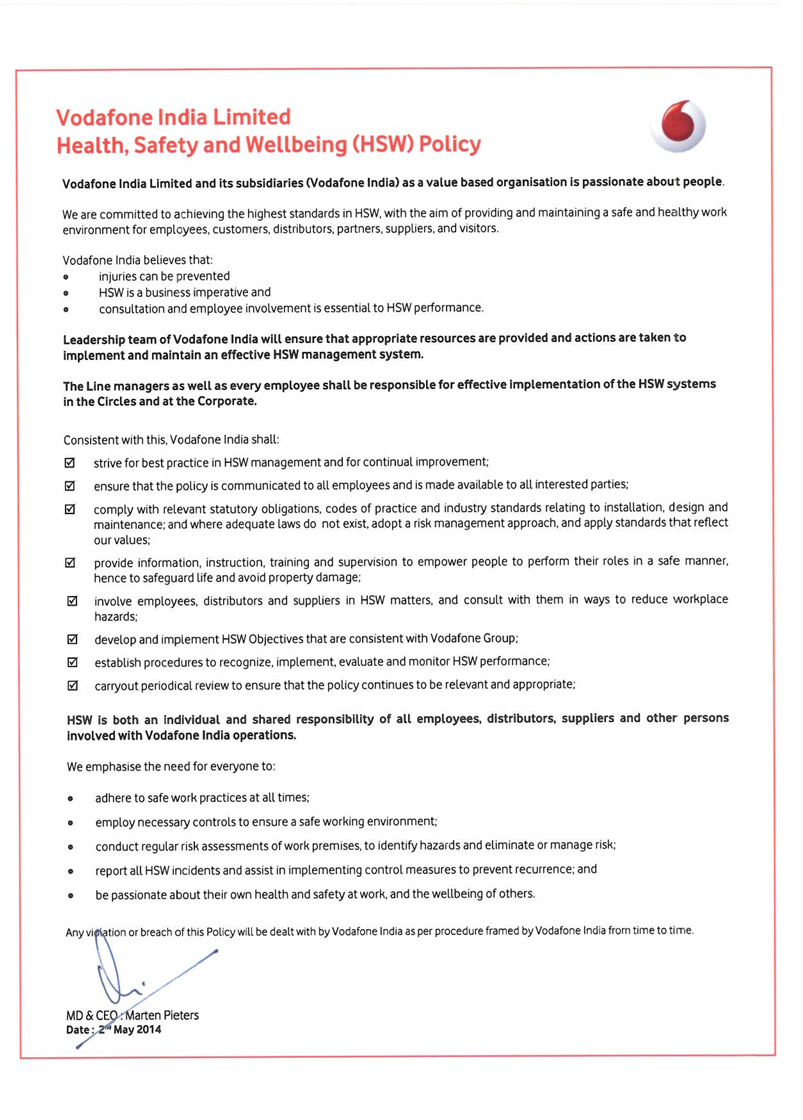 Vodafone India Limited
Health, Safety and Wellbeing (HSW) Policy
Vodafone India Limited and its subsidiaries (Vodafone India) as a value based organisation is passionate about people.
We are committed to achieving the highest standards in HSW, with the aim of providing and maintaining a safe and healthy work
environment for employees, customers, distributors, partners, suppliers, and visitors.
Vodafone India believes that:
• injuries can be prevented
• HSW is a business imperative and
• consultation and employee involvement is essential to HSW performance.
Leadership team of Vodafone India will ensure that appropriate resources are provided and actions are taken to
implement and maintain an effective HSW management system.
The Line managers as well as every employee shall be responsible for effective implementation of the HSW systems
in the Circles and at the Corporate.
Consistent with this, Vodafone India shall:
☑ strive for best practice in HSW management and for continual improvement;
☑ ensure that the policy is communicated to all employees and is made available to all interested parties;
☑ comply with relevant statutory obligations, codes of practice and industry standards relating to installation, design and
maintenance; and where adequate laws do not exist, adopt a risk management approach, and apply standards that reflect
our values;
☑ provide information, instruction, training and supervision to empower people to perform their roles in a safe manner,
hence to safeguard life and avoid property damage;
☑ involve employees, distributors and suppliers in HSW matters, and consult with them in ways to reduce workplace
hazards;
☑ develop and implement HSW Objectives that are consistent with Vodafone Group;
☑ establish procedures to recognize, implement, evaluate and monitor HSW performance;
☑ carryout periodical review to ensure that the policy continues to be relevant and appropriate;
HSW is both an individual and shared responsibility of all employees, distributors, suppliers and other persons
involved with Vodafone India operations.
We emphasise the need for everyone to:
• adhere to safe work practices at all times;
• employ necessary controls to ensure a safe working environment;
• conduct regular risk assessments of work premises, to identify hazards and eliminate or manage risk;
• report all HSW incidents and assist in implementing control measures to prevent recurrence; and
• be passionate about their own health and safety at work, and the wellbeing of others.
Any violation or breach of this Policy will be dealt with by Vodafone India as per procedure framed by Vodafone India from time to time.
MD & CEO : Marten Pieters
Date : 2nd May 2014